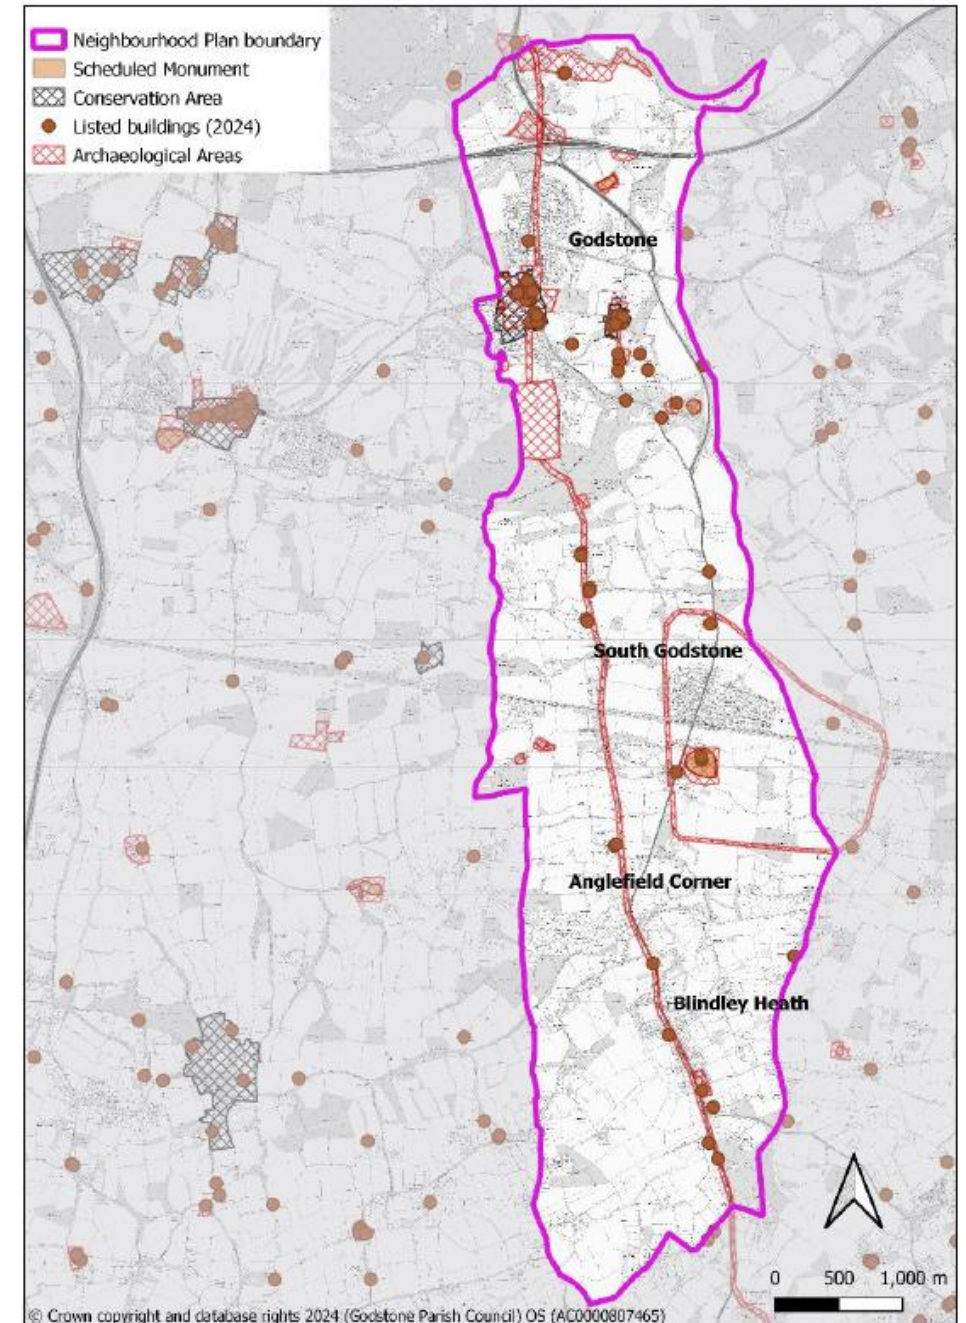 Neighbourhood Plan boundary
Scheduled Monument
Conservation Area
Listed buildings (2024)
Archaeological Areas
Godstone
South Godstone
Anglefield Corner
Blindley Heath
0 500 1,000 m
© Crown copyright and database rights 2024 (Godstone Parish Council) OS (AC0000807465)